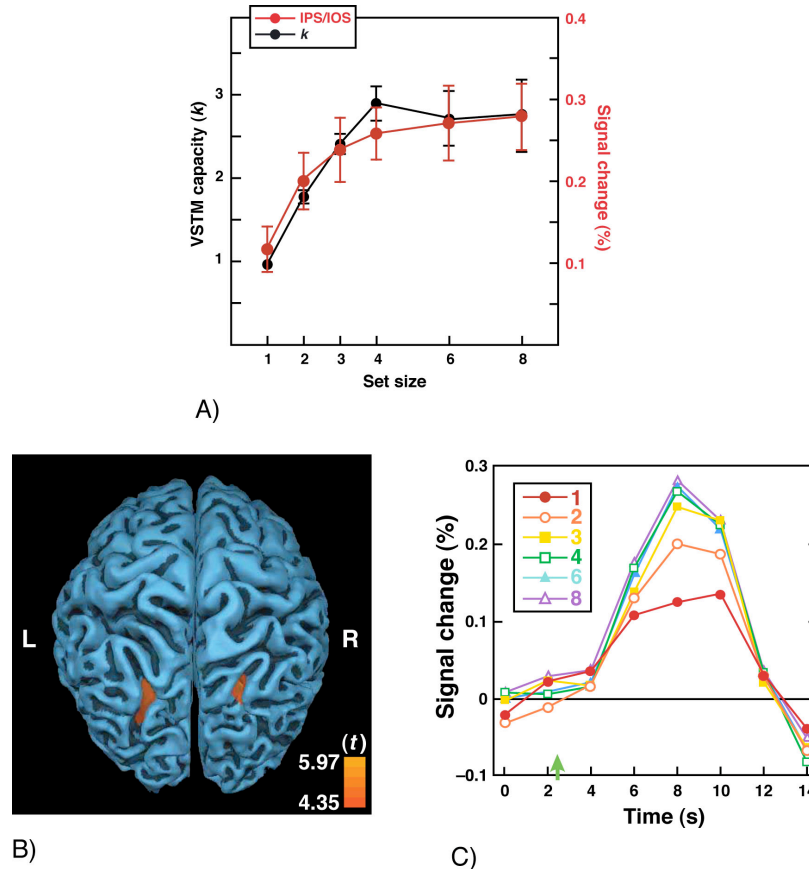 IPS/IOS
k
0.4
3
0.3
2
0.2
1
0.1
VSTM capacity (k)
Signal change (%)
1 2 3 4 6 8
Set size
A)
L
R
(t)
5.97
4.35
B)
0.3
0.2
0.1
0
–0.1
Signal change (%)
1
2
3
4
6
8
0 2 4 6 8 10 12 14
Time (s)
C)